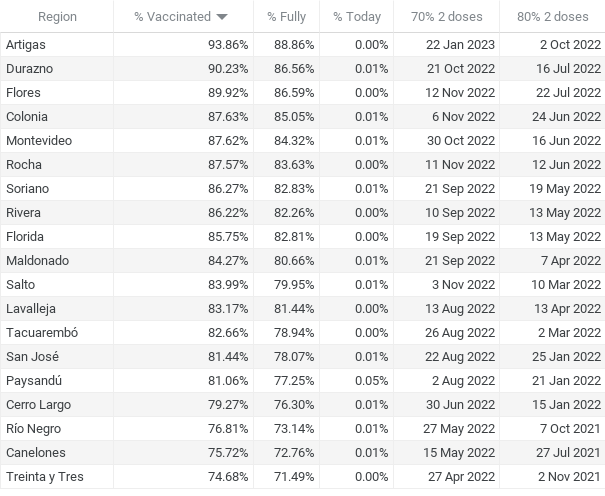 Region % Vaccinated % Fully % Today 70% 2 doses 80% 2 doses
Artigas 93.86% 88.86% 0.00% 22 Jan 2023 2 Oct 2022
Durazno 90.23% 86.56% 0.01% 21 Oct 2022 16 Jul 2022
Flores 89.92% 86.59% 0.00% 12 Nov 2022 22 Jul 2022
Colonia 87.63% 85.05% 0.01% 6 Nov 2022 24 Jun 2022
Montevideo 87.62% 84.32% 0.01% 30 Oct 2022 16 Jun 2022
Rocha 87.57% 83.63% 0.00% 11 Nov 2022 12 Jun 2022
Soriano 86.27% 82.83% 0.01% 21 Sep 2022 19 May 2022
Rivera 86.22% 82.26% 0.00% 10 Sep 2022 13 May 2022
Florida 85.75% 82.81% 0.00% 19 Sep 2022 13 May 2022
Maldonado 84.27% 80.66% 0.01% 21 Sep 2022 7 Apr 2022
Salto 83.99% 79.95% 0.01% 3 Nov 2022 10 Mar 2022
Lavalleja 83.17% 81.44% 0.00% 13 Aug 2022 13 Apr 2022
Tacuarembó 82.66% 78.94% 0.00% 26 Aug 2022 2 Mar 2022
San José 81.44% 78.07% 0.01% 22 Aug 2022 25 Jan 2022
Paysandú 81.06% 77.25% 0.05% 2 Aug 2022 21 Jan 2022
Cerro Largo 79.27% 76.30% 0.01% 30 Jun 2022 15 Jan 2022
Río Negro 76.81% 73.14% 0.01% 27 May 2022 7 Oct 2021
Canelones 75.72% 72.76% 0.01% 15 May 2022 27 Jul 2021
Treinta y Tres 74.68% 71.49% 0.00% 27 Apr 2022 2 Nov 2021